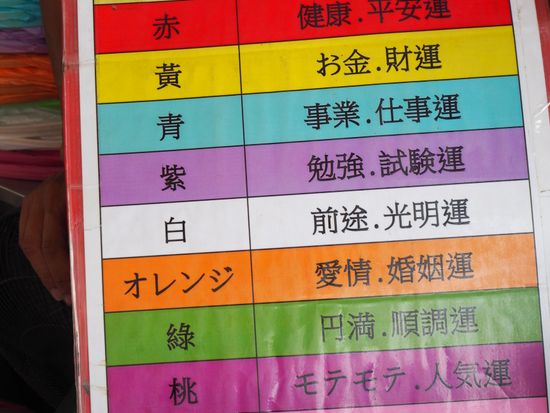 赤 健康.平安運
黃 お金.財運
青 事業.仕事運
紫 勉強.試験運
白 前途.光明運
オレンジ 愛情.婚姻運
綠 円満.順調運
桃 モテモテ.人気運